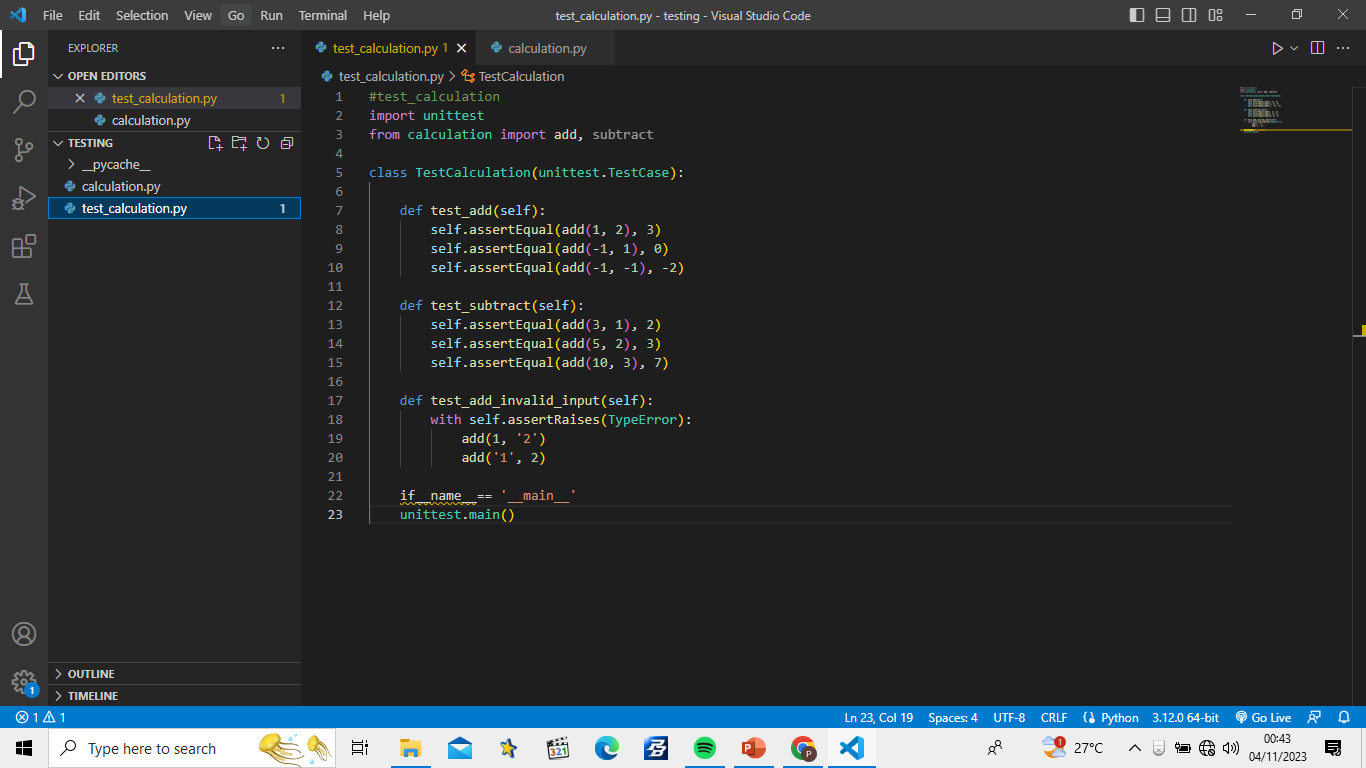 File Edit Selection View Go Run Terminal Help test_calculation.py - testing - Visual Studio Code
EXPLORER
OPEN EDITORS
test_calculation.py 1
calculation.py
TESTING
__pycache__
calculation.py
test_calculation.py 1
OUTLINE
TIMELINE
test_calculation.py 1 calculation.py
test_calculation.py > TestCalculation
1 #test_calculation
2 import unittest
3 from calculation import add, subtract
4
5 class TestCalculation(unittest.TestCase):
6
7     def test_add(self):
8         self.assertEqual(add(1, 2), 3)
9         self.assertEqual(add(-1, 1), 0)
10         self.assertEqual(add(-1, -1), -2)
11
12     def test_subtract(self):
13         self.assertEqual(add(3, 1), 2)
14         self.assertEqual(add(5, 2), 3)
15         self.assertEqual(add(10, 3), 7)
16
17     def test_add_invalid_input(self):
18         with self.assertRaises(TypeError):
19             add(1, '2')
20             add('1', 2)
21
22     if__name__== '__main__'
23     unittest.main()
1
1 1 Ln 23, Col 19 Spaces: 4 UTF-8 CRLF Python 3.12.0 64-bit Go Live
Type here to search 321 P 1 27°C 00:43
04/11/2023